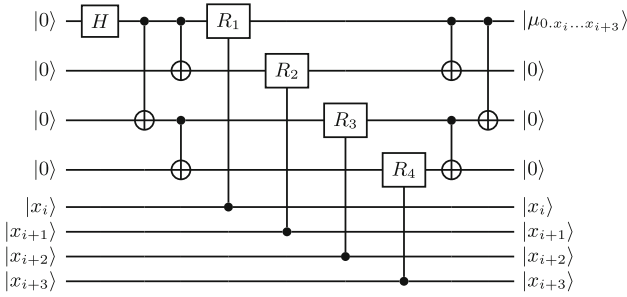 |0⟩ H R₁ |μ₀.ₓᵢ…ₓᵢ₊₃⟩
|0⟩ R₂ |0⟩
|0⟩ R₃ |0⟩
|0⟩ R₄ |0⟩
|xᵢ⟩ |xᵢ⟩
|xᵢ₊₁⟩ |xᵢ₊₁⟩
|xᵢ₊₂⟩ |xᵢ₊₂⟩
|xᵢ₊₃⟩ |xᵢ₊₃⟩